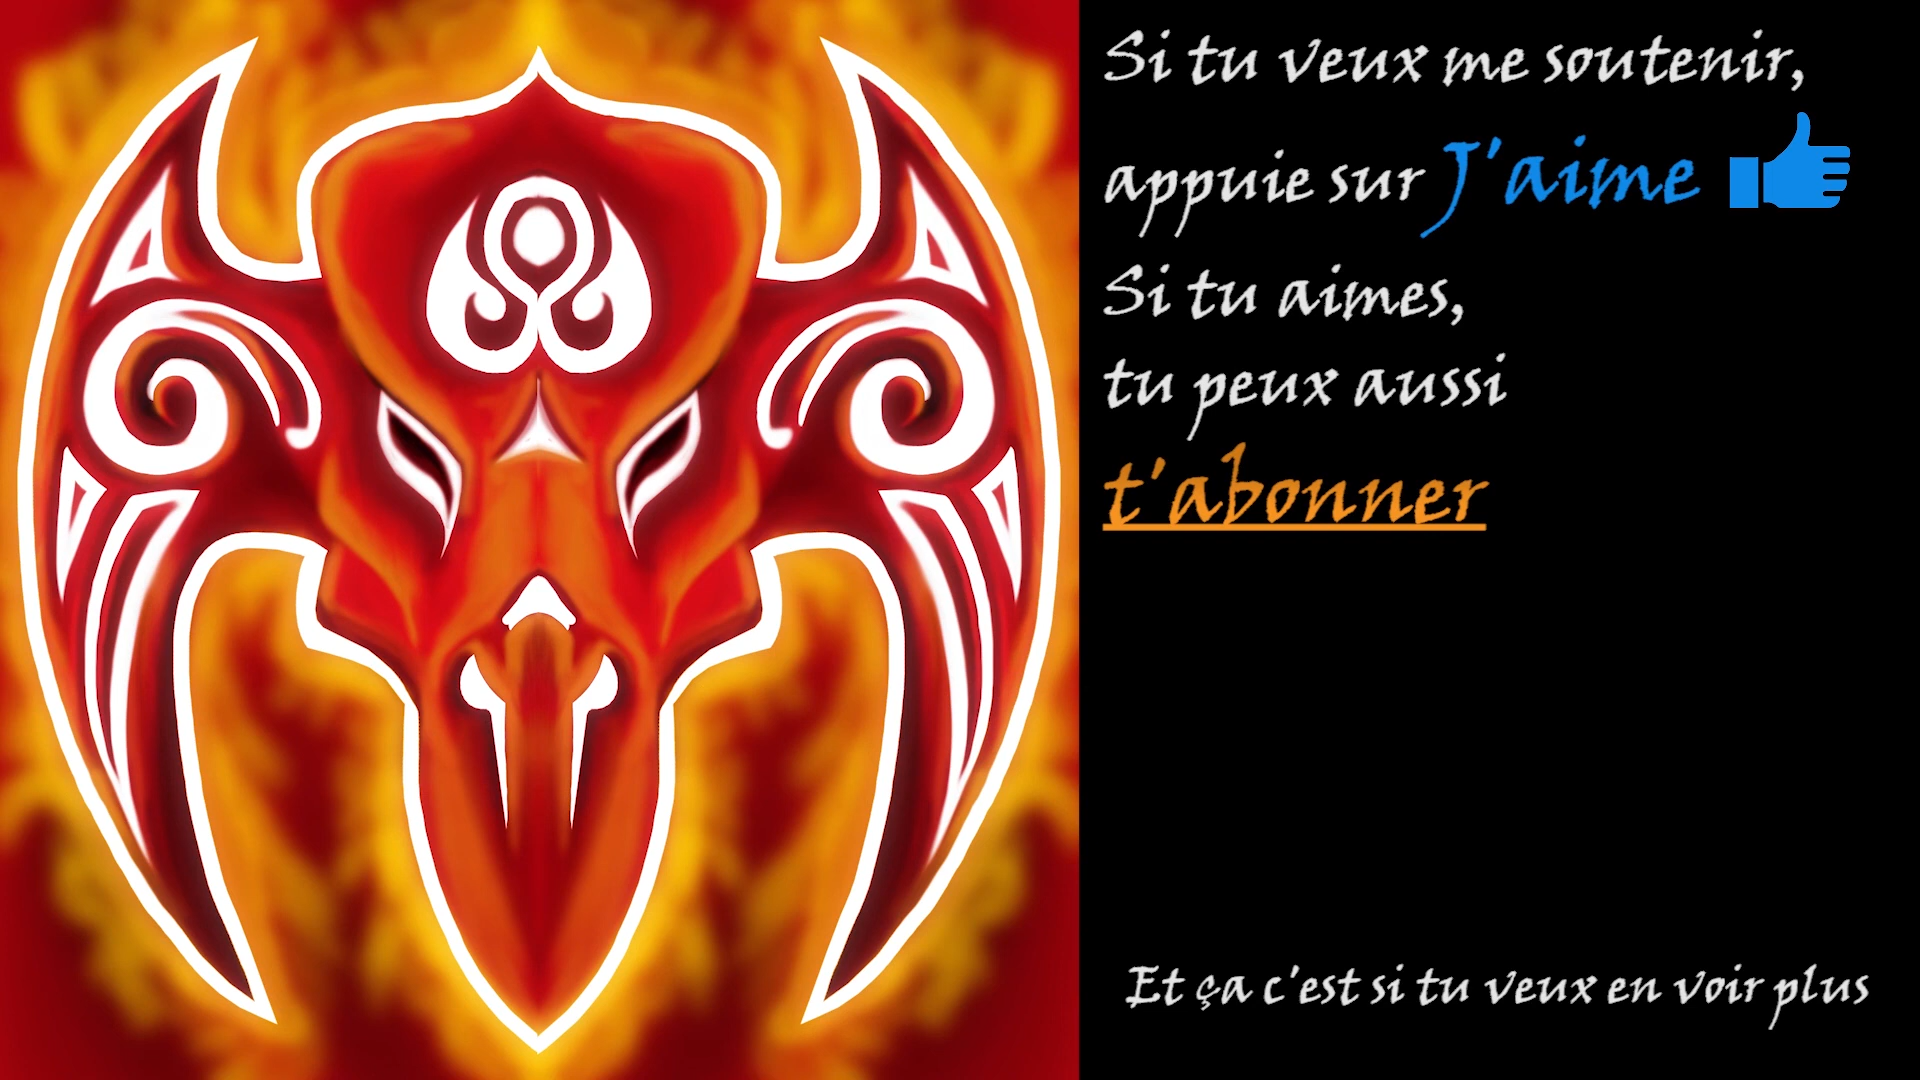 Si tu veux me soutenir,
appuie sur J'aime
Si tu aimes,
tu peux aussi
t'abonner
Et ça c'est si tu veux en voir plus